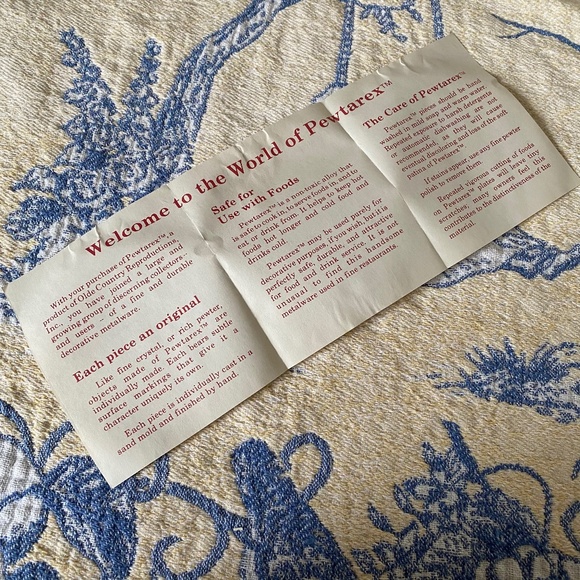 Welcome to the World of Pewtarex™
With your purchase of Pewtarex™, a
product of Olde Country Reproductions,
Inc., you have joined a large and
growing group of discerning collectors--
and users - of a fine and durable
decorative metalware.
Each piece an original
Like fine crystal, or rich pewter,
objects made of Pewtarex™ are
individually made. Each bears subtle
surface markings that give it a
character uniquely its own.
Each piece is individually cast in a
sand mold and finished by hand.
Safe for
Use with Foods
Pewtarex™ is a non-toxic alloy that
is safe to cook in, serve foods in, and to
eat or drink from. It helps to keep hot
foods hot longer and cold food and
drinks cold.
Pewtarex™ may be used purely for
decorative purposes, if you wish, but it is
perfectly safe, durable, and attractive
for food and drink service. It is not
unusual to find this handsome
metalware used in fine restaurants.
The Care of Pewtarex™
Pewtarex™ pieces should be hand
washed in mild soap and warm water.
Repeated exposure to harsh detergents
or automatic dishwashing are not
recommended, as they will cause
eventual discoloring and loss of the soft
patina of Pewtarex™.
If stains appear, use any fine pewter
polish to remove them.
Repeated vigorous cutting of foods
on Pewtarex™ plates will leave tiny
scratches; many owners feel this
contributes to the distinctiveness of the
material.